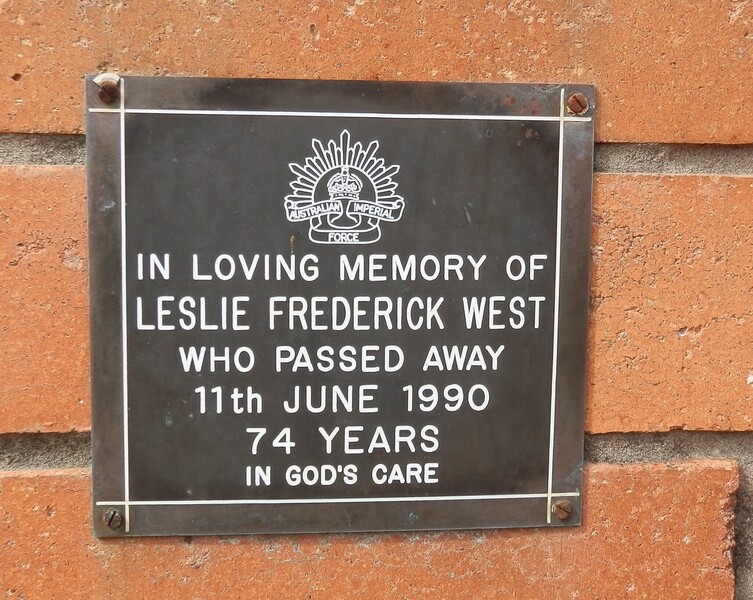 AUSTRALIAN IMPERIAL
FORCE
IN LOVING MEMORY OF
LESLIE FREDERICK WEST
WHO PASSED AWAY
11th JUNE 1990
74 YEARS
IN GOD'S CARE